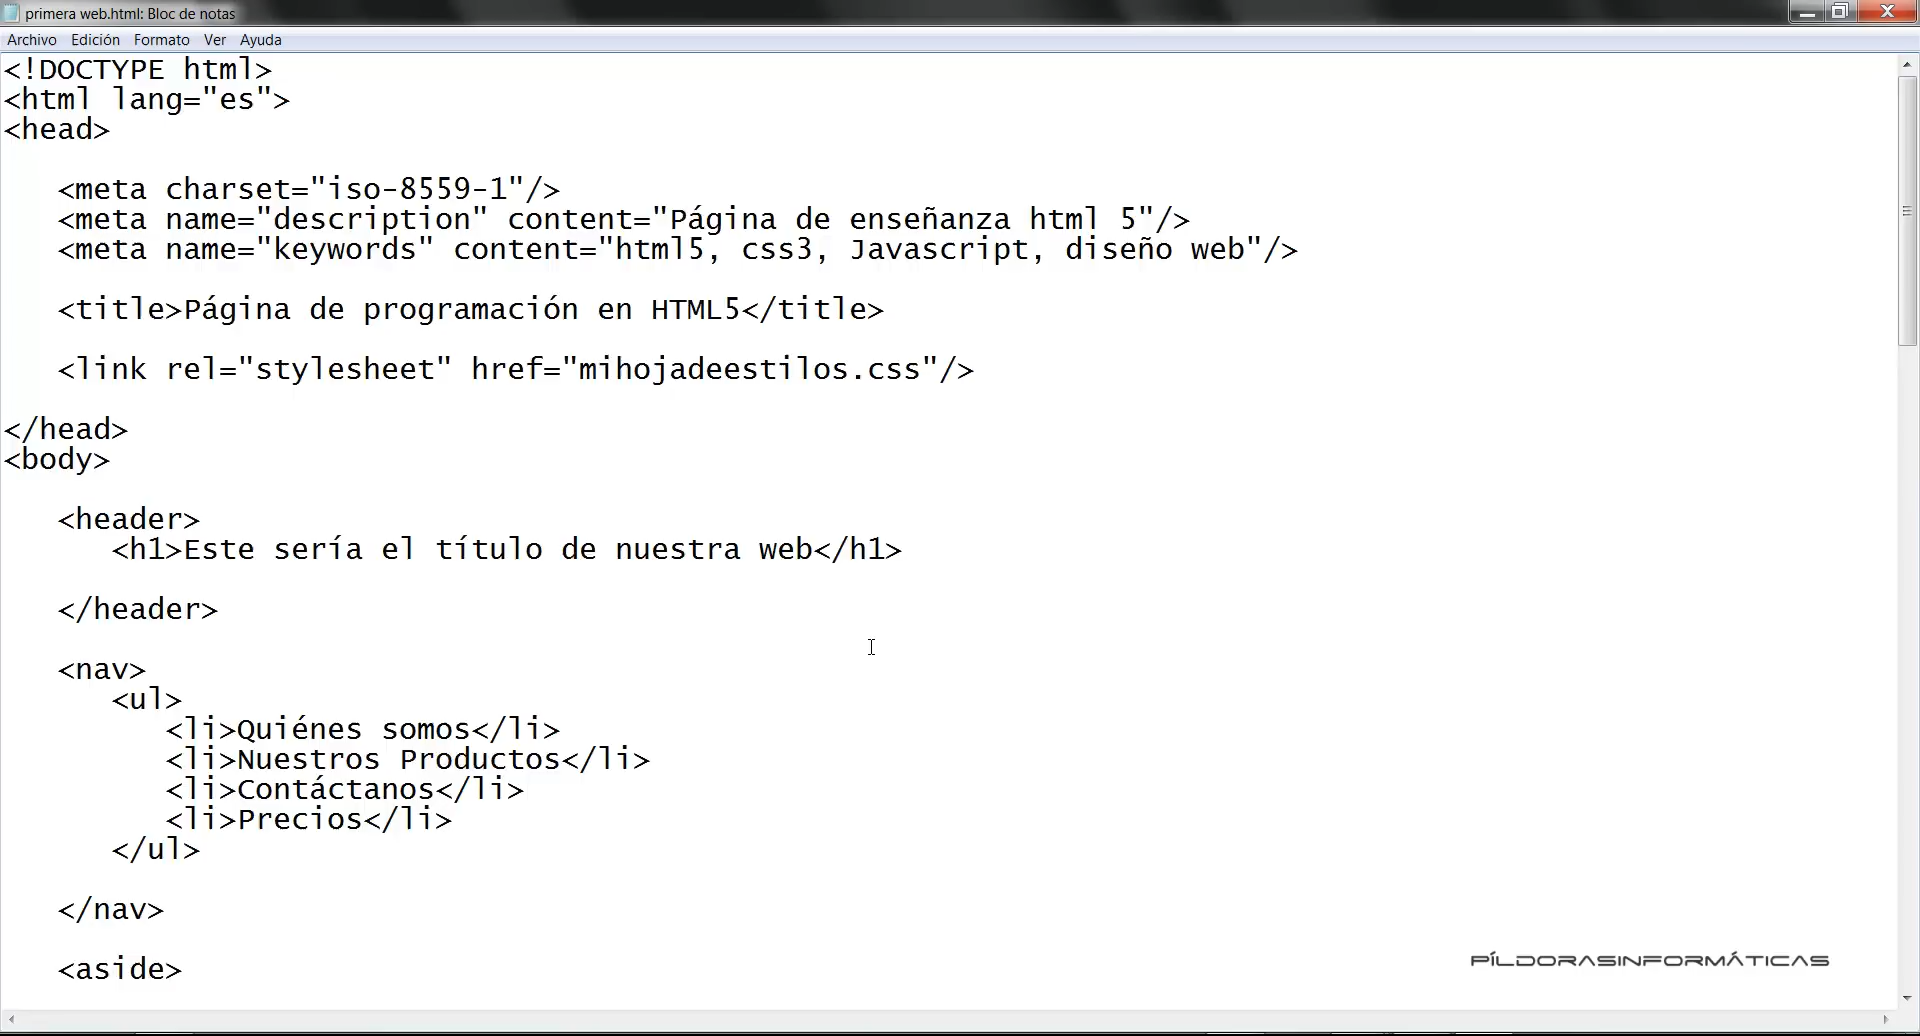 primera web.html: Bloc de notas
Archivo Edición Formato Ver Ayuda
<!DOCTYPE html>
<html lang="es">
<head>
<meta charset="iso-8559-1"/>
<meta name="description" content="Página de enseñanza html 5"/>
<meta name="keywords" content="html5, css3, Javascript, diseño web"/>
<title>Página de programación en HTML5</title>
<link rel="stylesheet" href="mihojadeestilos.css"/>
</head>
<body>
<header>
<h1>Este sería el título de nuestra web</h1>
</header>
<nav>
<ul>
<li>Quiénes somos</li>
<li>Nuestros Productos</li>
<li>Contáctanos</li>
<li>Precios</li>
</ul>
</nav>
<aside>
PÍLDORASINFORMÁTICAS